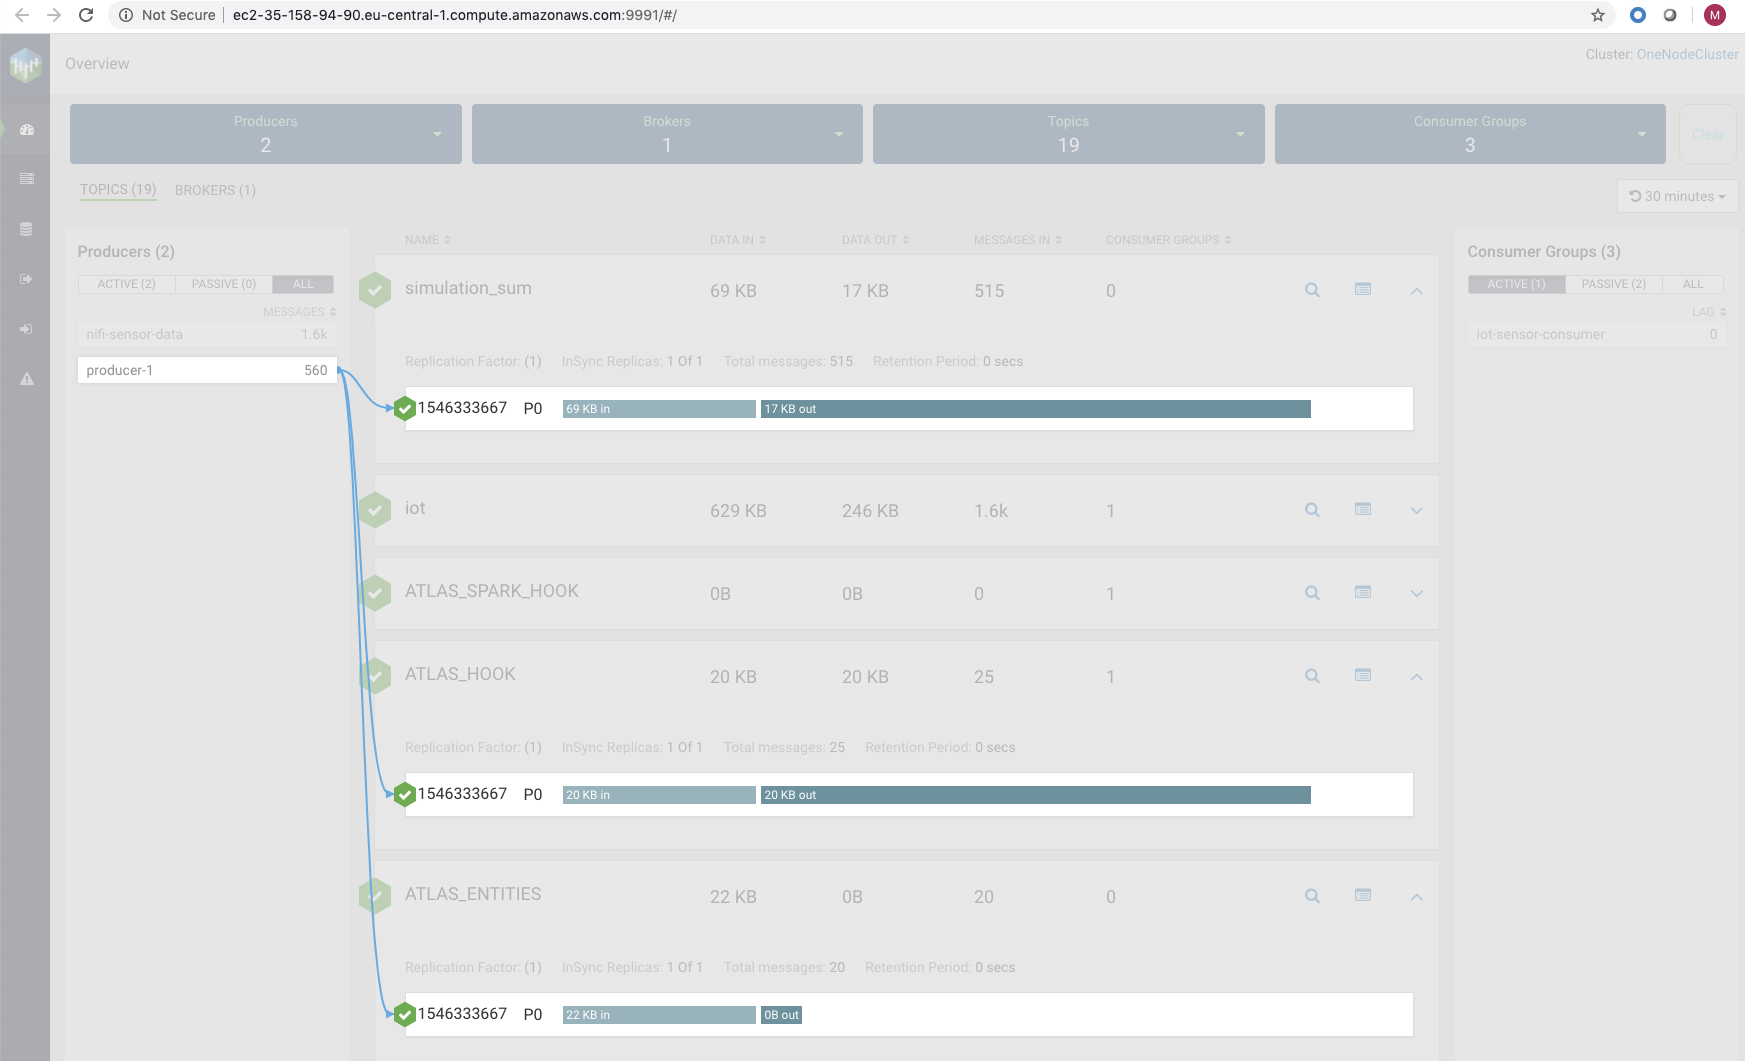 Not Secure ec2-35-158-94-90.eu-central-1.compute.amazonaws.com:9991/#/
M
Overview
Cluster: OneNodeCluster
Producers
2
Brokers
1
Topics
19
Consumer Groups
3
Clear
TOPICS (19) BROKERS (1)
30 minutes
Producers (2)
ACTIVE (2) PASSIVE (0) ALL
MESSAGES
nifi-sensor-data 1.6k
producer-1 560
NAME DATA IN DATA OUT MESSAGES IN CONSUMER GROUPS
simulation_sum 69 KB 17 KB 515 0
Replication Factor: (1) InSync Replicas: 1 Of 1 Total messages: 515 Retention Period: 0 secs
1546333667 P0 69 KB in 17 KB out
iot 629 KB 246 KB 1.6k 1
ATLAS_SPARK_HOOK 0B 0B 0 1
ATLAS_HOOK 20 KB 20 KB 25 1
Replication Factor: (1) InSync Replicas: 1 Of 1 Total messages: 25 Retention Period: 0 secs
1546333667 P0 20 KB in 20 KB out
ATLAS_ENTITIES 22 KB 0B 20 0
Replication Factor: (1) InSync Replicas: 1 Of 1 Total messages: 20 Retention Period: 0 secs
1546333667 P0 22 KB in 0B out
Consumer Groups (3)
ACTIVE (1) PASSIVE (2) ALL
LAG
iot-sensor-consumer 0